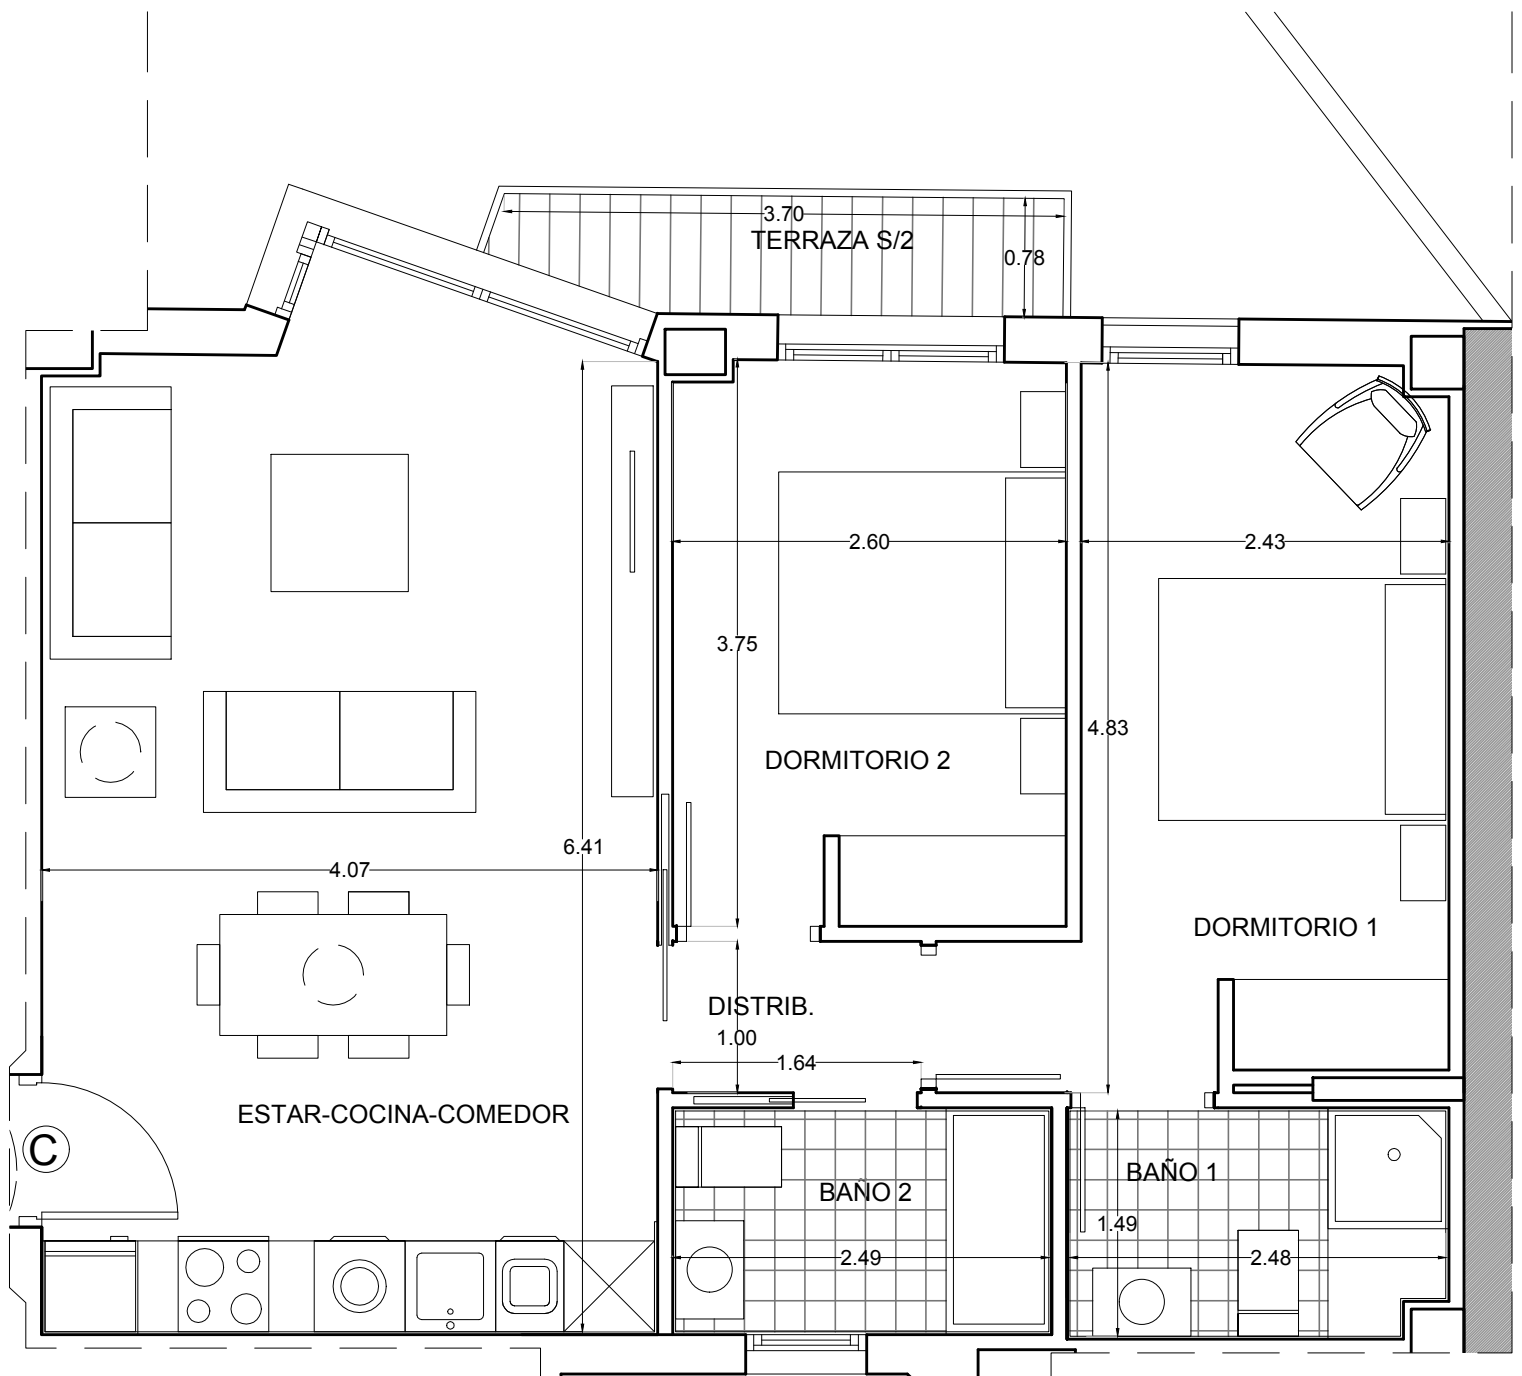 3.70
TERRAZA S/2
0.78
2.60
2.43
3.75
4.83
DORMITORIO 2
6.41
4.07
DORMITORIO 1
DISTRIB.
1.00
1.64
ESTAR-COCINA-COMEDOR
C
BAÑO 2
BAÑO 1
1.49
2.49
2.48